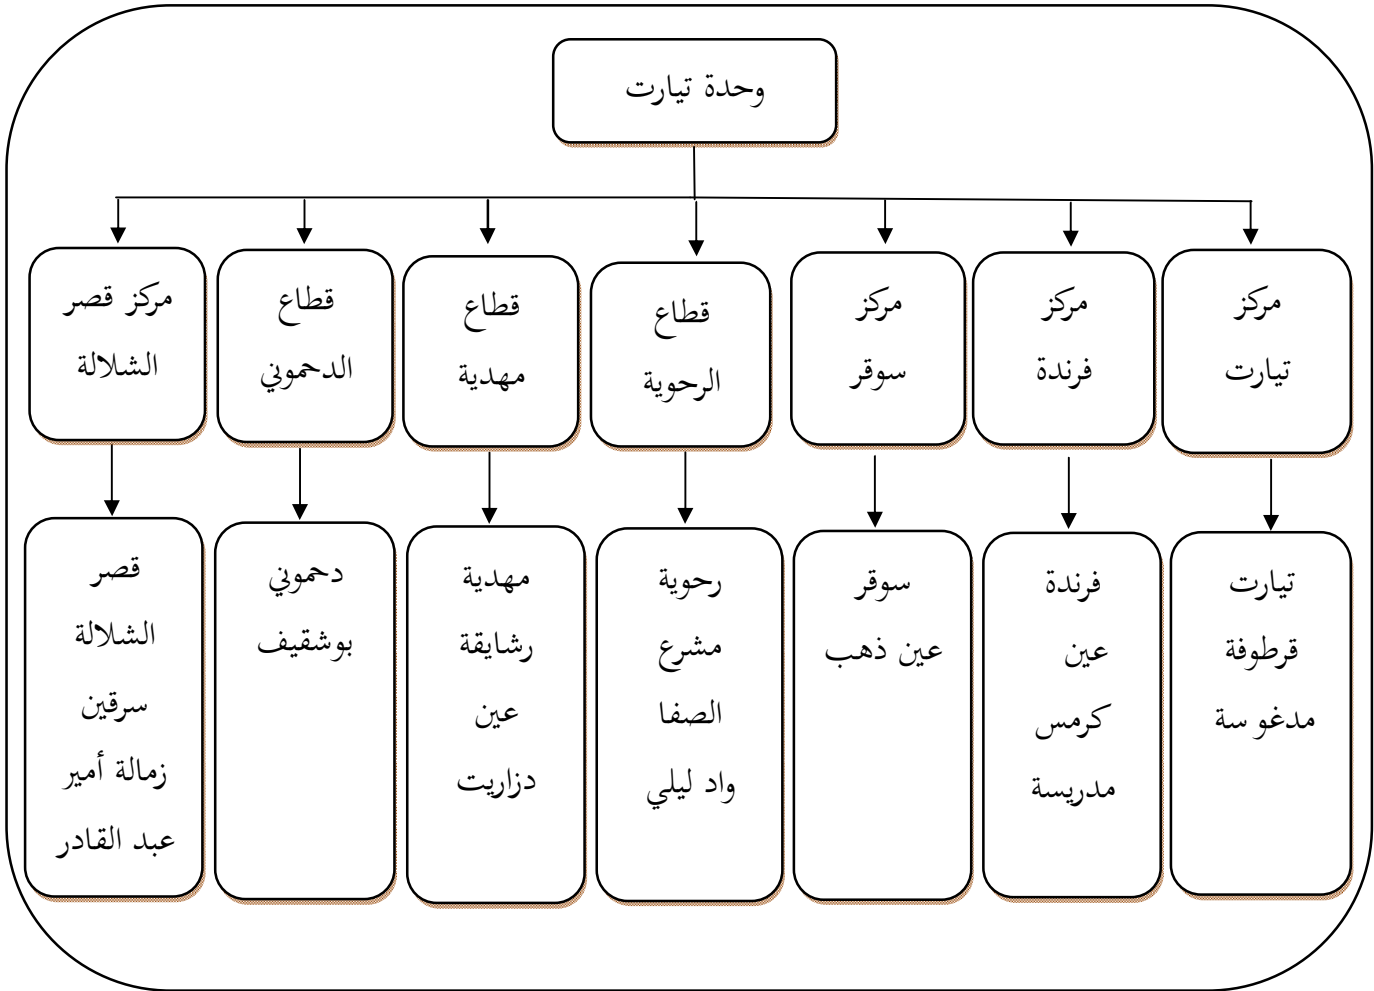 وحدة تيارت
مركز
تيارت
مركز
فرندة
مركز
سوقر
قطاع
الرحوية
قطاع
مهدية
قطاع
الدحموني
مركز قصر
الشلالة
تيارت
قرطوفة
مدغو سة
فرندة
عين
كرمس
مدريسة
سوقر
عين ذهب
رحوية
مشرع
الصفا
واد ليلي
مهدية
رشايقة
عين
دزاريت
دحموني
بوشقيف
قصر
الشلالة
سرقين
زمالة أمير
عبد القادر